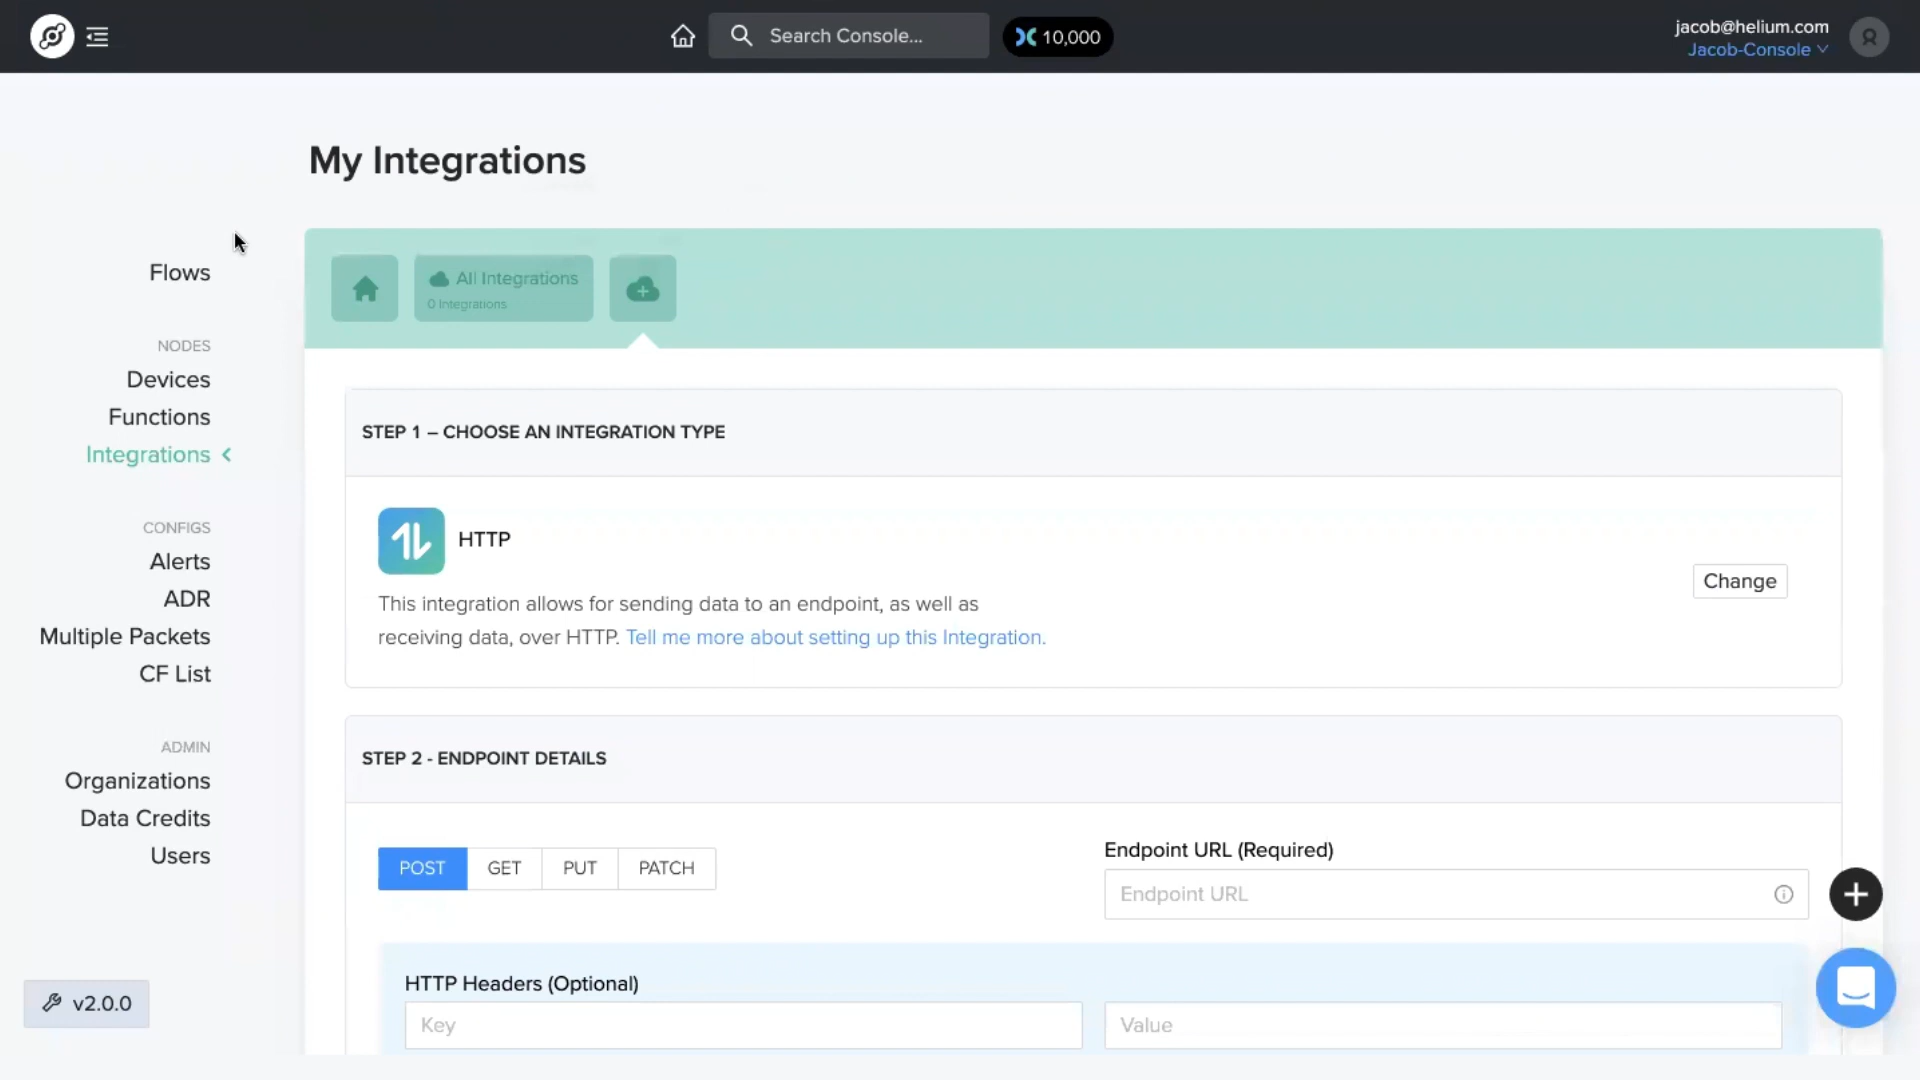 Search Console...
10,000
jacob@helium.com
Jacob-Console
My Integrations
Flows
NODES
Devices
Functions
Integrations
CONFIGS
Alerts
ADR
Multiple Packets
CF List
ADMIN
Organizations
Data Credits
Users
v2.0.0
All Integrations
0 Integrations
STEP 1 – CHOOSE AN INTEGRATION TYPE
HTTP
This integration allows for sending data to an endpoint, as well as
receiving data, over HTTP. Tell me more about setting up this Integration.
Change
STEP 2 - ENDPOINT DETAILS
POST GET PUT PATCH
Endpoint URL (Required)
Endpoint URL
HTTP Headers (Optional)
Key
Value